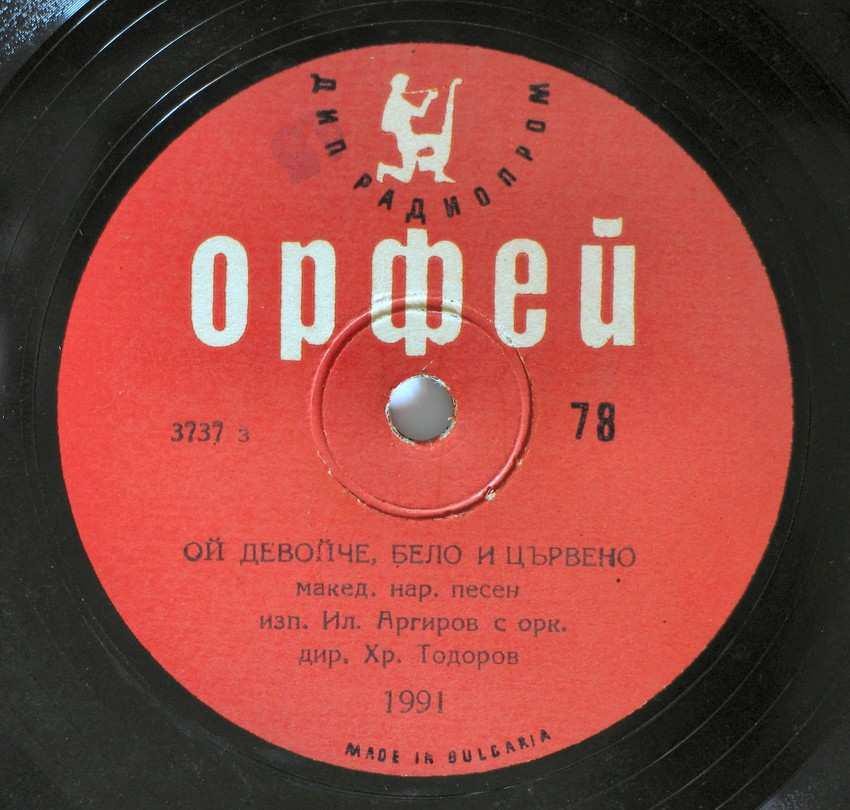 ДИП РАДИОПРОМ
ОРФЕЙ
3737 з
78
ОЙ ДЕВОЙЧЕ, БЕЛО И ЦЪРВЕНО
макед. нар. песен
изп. Ил. Аргиров с орк.
дир. Хр. Тодоров
1991
MADE IN BULGARIA